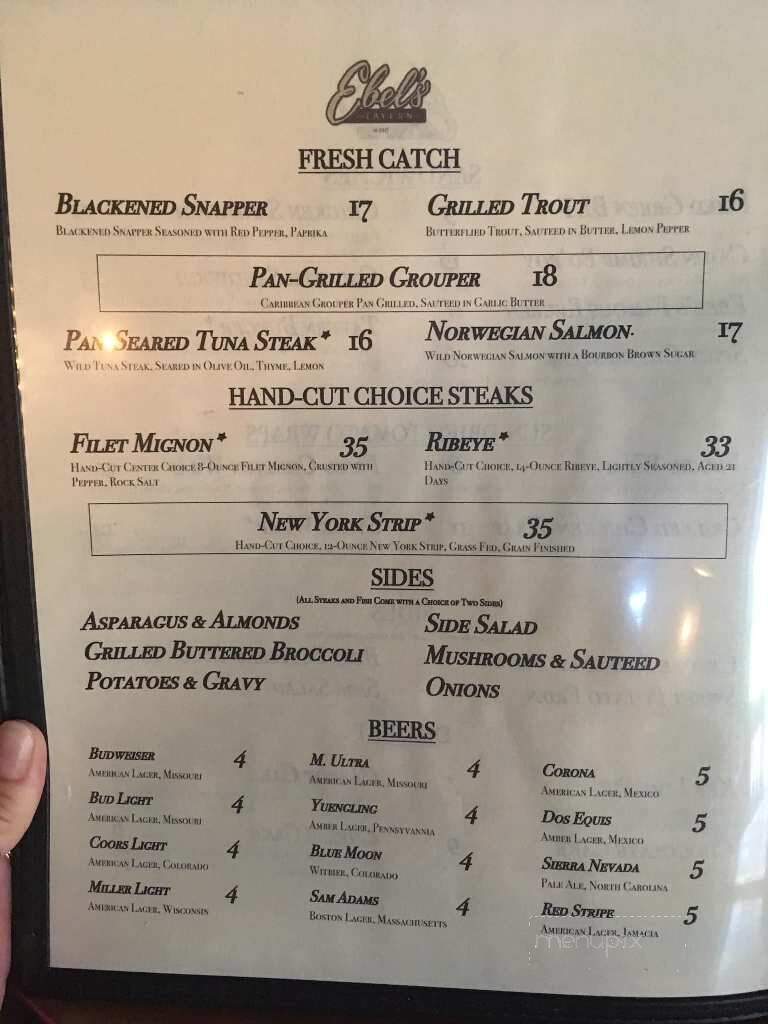 Ebel's
TAVERN
FRESH CATCH
BLACKENED SNAPPER 17
BLACKENED SNAPPER SEASONED WITH RED PEPPER, PAPRIKA
GRILLED TROUT 16
BUTTERFLIED TROUT, SAUTEED IN BUTTER, LEMON PEPPER
PAN-GRILLED GROUPER 18
CARIBBEAN GROUPER PAN GRILLED, SAUTEED IN GARLIC BUTTER
PAN SEARED TUNA STEAK * 16
WILD TUNA STEAK, SEARED IN OLIVE OIL, THYME, LEMON
NORWEGIAN SALMON. 17
WILD NORWEGIAN SALMON WITH A BOURBON BROWN SUGAR
HAND-CUT CHOICE STEAKS
FILET MIGNON * 35
HAND-CUT CENTER CHOICE 8-OUNCE FILET MIGNON, CRUSTED WITH
PEPPER, ROCK SALT
RIBEYE * 33
HAND-CUT CHOICE, 14-OUNCE RIBEYE, LIGHTLY SEASONED, AGED 21
DAYS
NEW YORK STRIP * 35
HAND-CUT CHOICE, 12-OUNCE NEW YORK STRIP, GRASS FED, GRAIN FINISHED
SIDES
(ALL STEAKS AND FISH COME WITH A CHOICE OF TWO SIDES)
ASPARAGUS & ALMONDS
GRILLED BUTTERED BROCCOLI
POTATOES & GRAVY
SIDE SALAD
MUSHROOMS & SAUTEED
ONIONS
BEERS
BUDWEISER 4
AMERICAN LAGER, MISSOURI
BUD LIGHT 4
AMERICAN LAGER, MISSOURI
COORS LIGHT 4
AMERICAN LAGER, COLORADO
MILLER LIGHT 4
AMERICAN LAGER, WISCONSIN
M. ULTRA 4
AMERICAN LAGER, MISSOURI
YUENGLING 4
AMBER LAGER, PENNSYVANNIA
BLUE MOON 4
WITBIER, COLORADO
SAM ADAMS 4
BOSTON LAGER, MASSACHUSETTS
CORONA 5
AMERICAN LAGER, MEXICO
DOS EQUIS 5
AMBER LAGER, MEXICO
SIERRA NEVADA 5
PALE ALE, NORTH CAROLINA
RED STRIPE 5
AMERICAN LAGER, JAMACIA
menupix